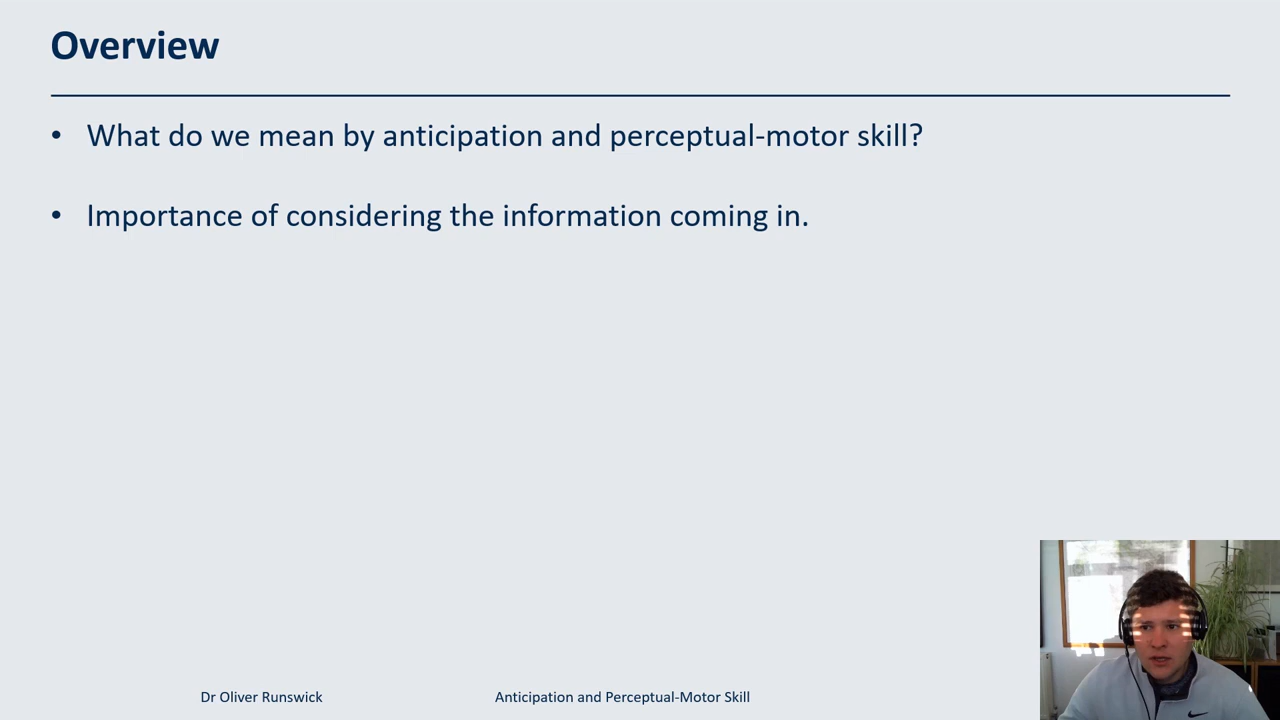 Overview
• What do we mean by anticipation and perceptual-motor skill?
• Importance of considering the information coming in.
Dr Oliver Runswick
Anticipation and Perceptual-Motor Skill